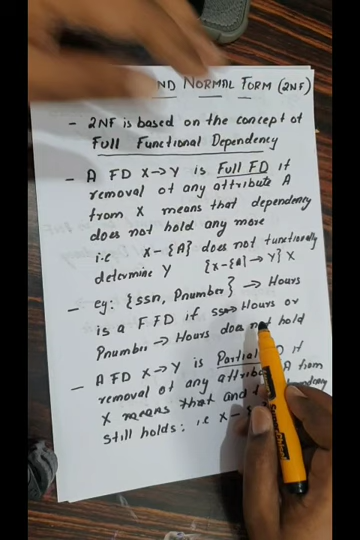 ND NORMAL FORM (2NF)
- 2NF is based on the concept of
Full Functional Dependency
- A FD X→Y is Full FD if
removal of any attribute A
from X means that dependency
does not hold any more
i.e X-{A} does not functionally
determine Y {X-{A} → Y} X
- eg: {ssn, Pnumber} → Hours
is a FFD if ssn→ Hours or
Pnumber → Hours does not hold
- A FD X→Y is Partial if
removal of any A from
X means that
still holds: i.e X-